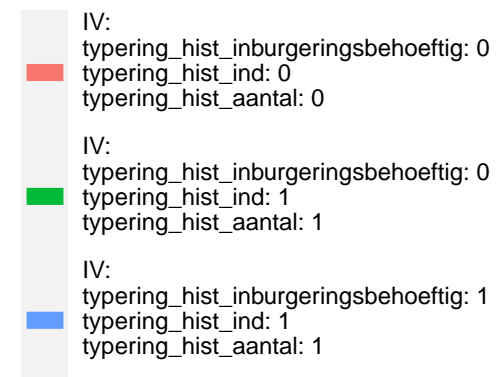 IV:
typering_hist_inburgeringsbehoeftig: 0
typering_hist_ind: 0
typering_hist_aantal: 0
IV:
typering_hist_inburgeringsbehoeftig: 0
typering_hist_ind: 1
typering_hist_aantal: 1
IV:
typering_hist_inburgeringsbehoeftig: 1
typering_hist_ind: 1
typering_hist_aantal: 1